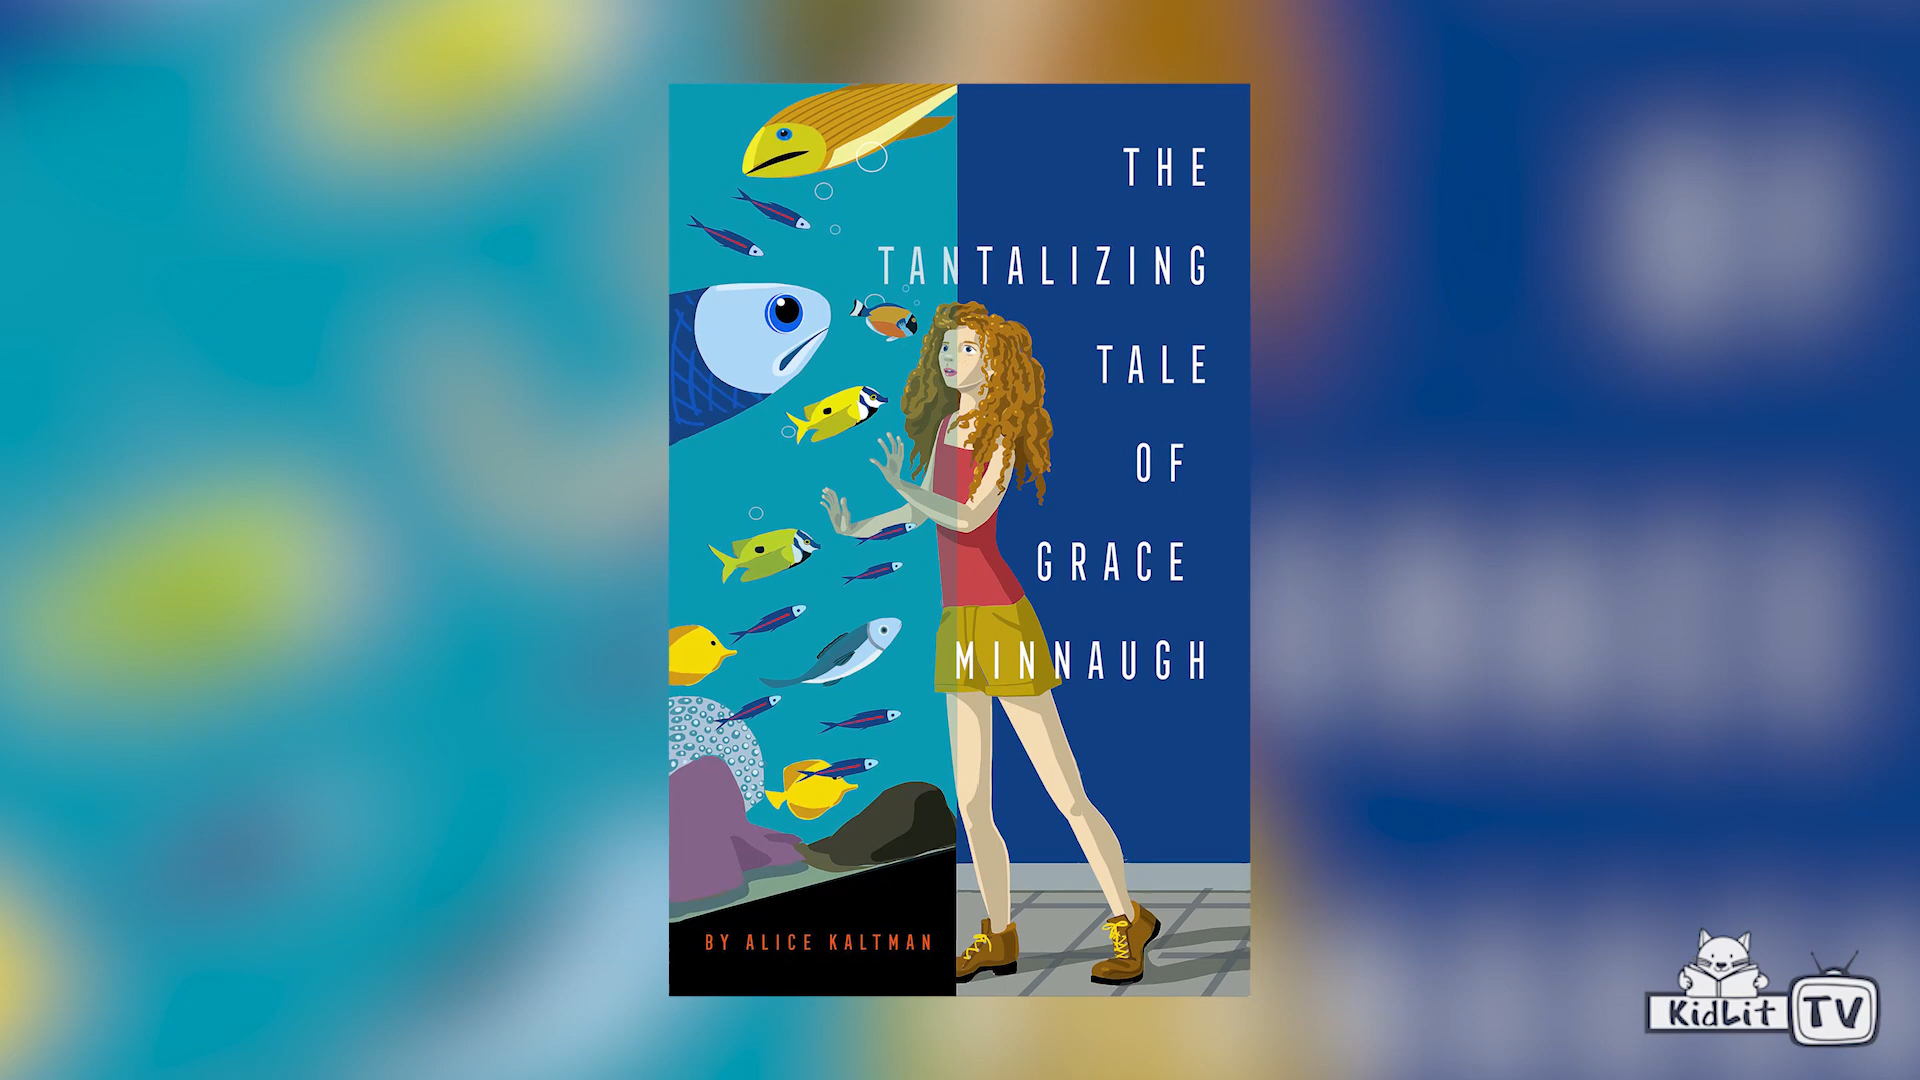 THE
TANTALIZING
TALE
OF
GRACE
MINNAUGH
BY ALICE KALTMAN
KidLit TV